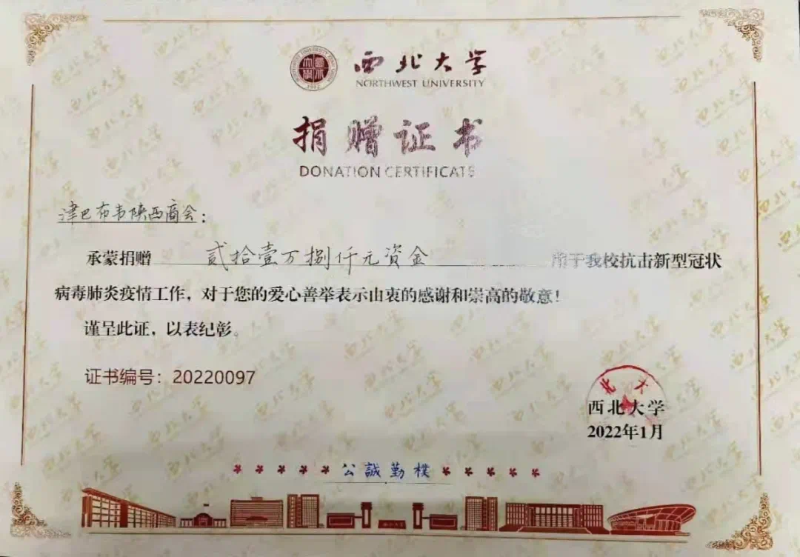 西北大学
NORTHWEST UNIVERSITY
捐赠证书
DONATION CERTIFICATE
津巴布韦陕西商会:
承蒙捐赠 贰拾壹万捌仟元资金 用于我校抗击新型冠状
病毒肺炎疫情工作，对于您的爱心善举表示由衷的感谢和崇高的敬意！
谨呈此证，以表纪彰。
证书编号：20220097
西北大学
2022年1月
公誠勤樸